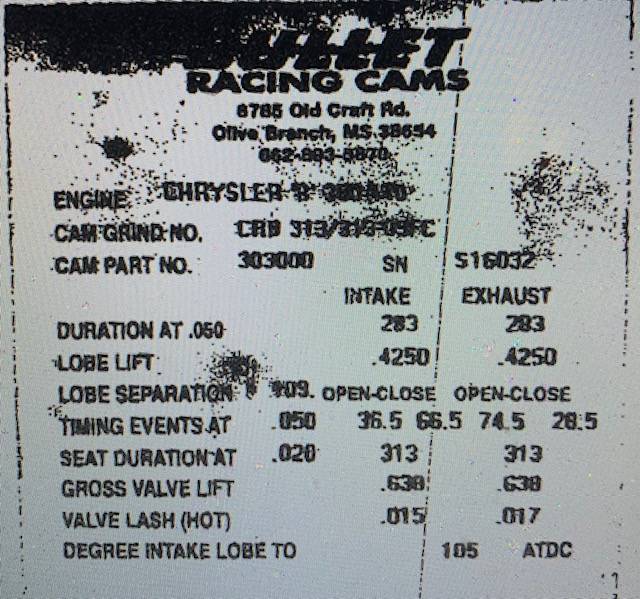 BULLET
RACING CAMS
8785 Old Craft Rd.
Olive Branch, MS. 38654
ENGINE CHRYSLER
CAM GRIND NO. CRB
CAM PART NO. 303000 SN S16032
INTAKE EXHAUST
DURATION AT .050 283 283
LOBE LIFT .4250 .4250
LOBE SEPARATION 109. OPEN-CLOSE OPEN-CLOSE
TIMING EVENTS AT .050 36.5 66.5 74.5 28.5
SEAT DURATION AT .020 313 313
GROSS VALVE LIFT .638 .638
VALVE LASH (HOT) .015 .017
DEGREE INTAKE LOBE TO 105 ATDC